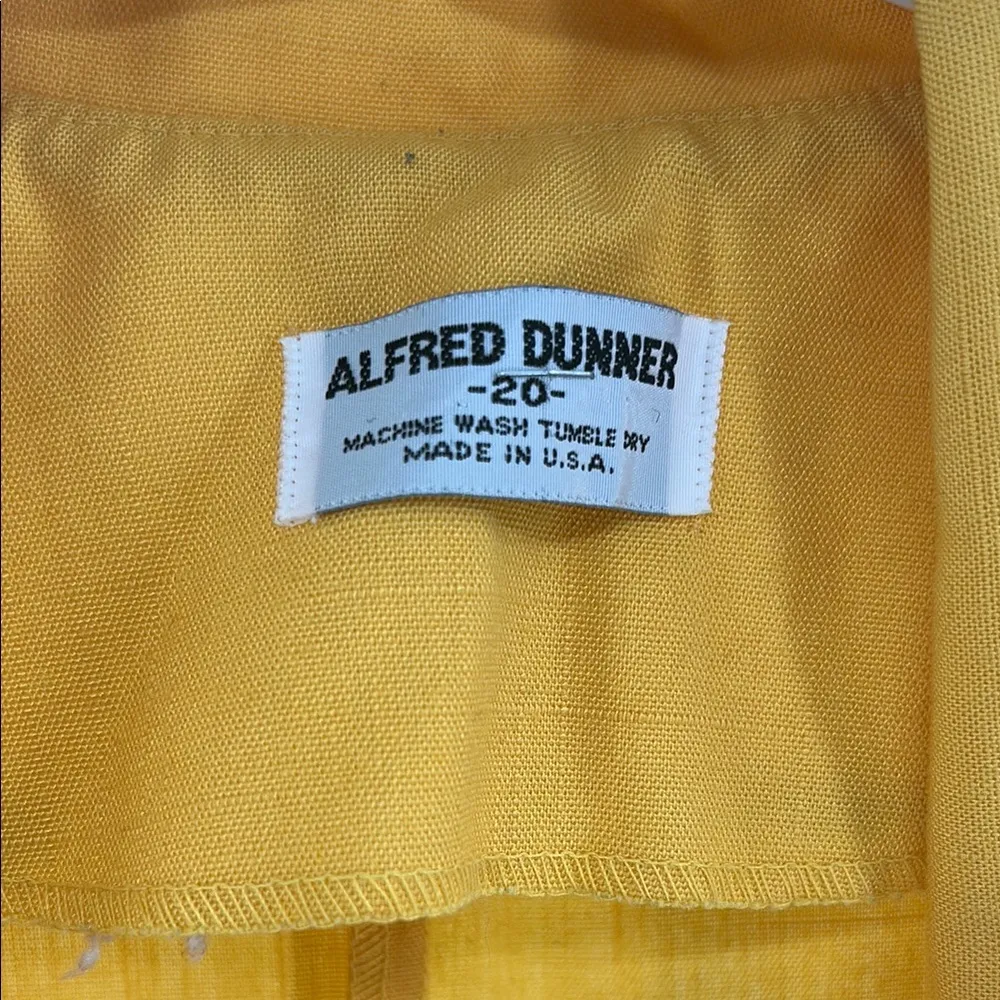 ALFRED DUNNER
-20-
MACHINE WASH TUMBLE DRY
MADE IN U.S.A.